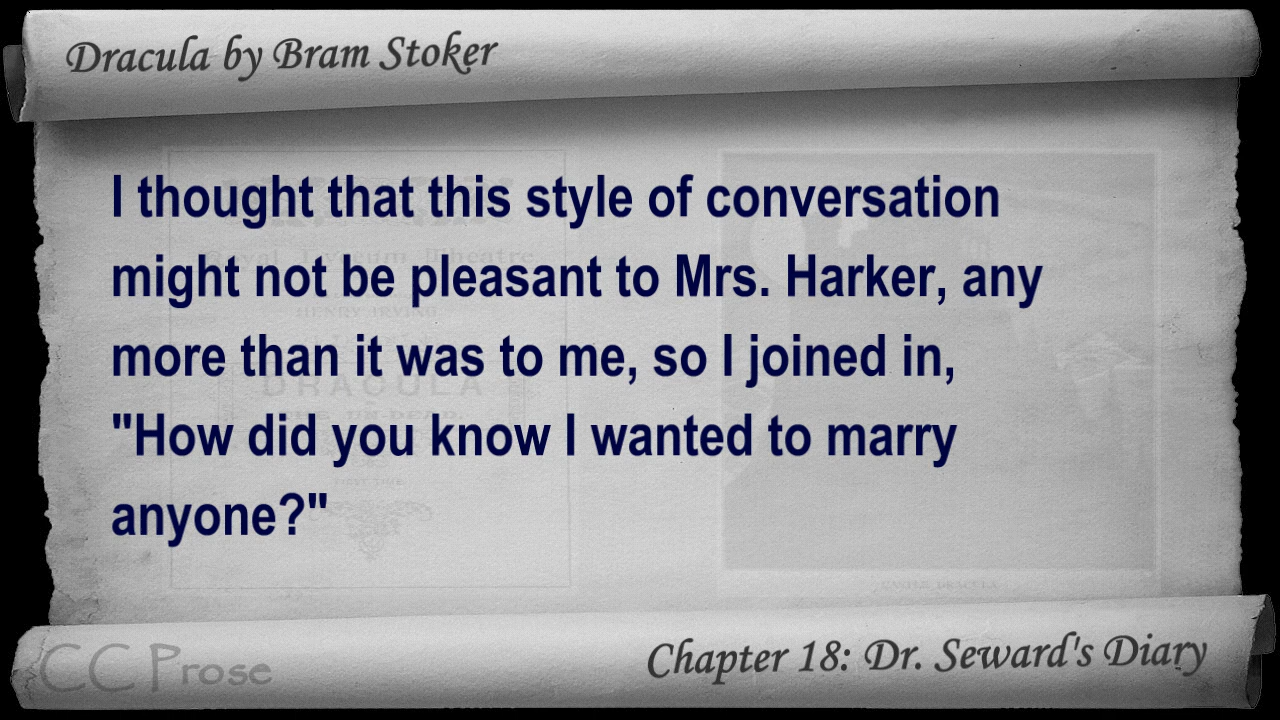 Dracula by Bram Stoker
I thought that this style of conversation
might not be pleasant to Mrs. Harker, any
more than it was to me, so I joined in,
"How did you know I wanted to marry
anyone?"
CC Prose
Chapter 18: Dr. Seward's Diary